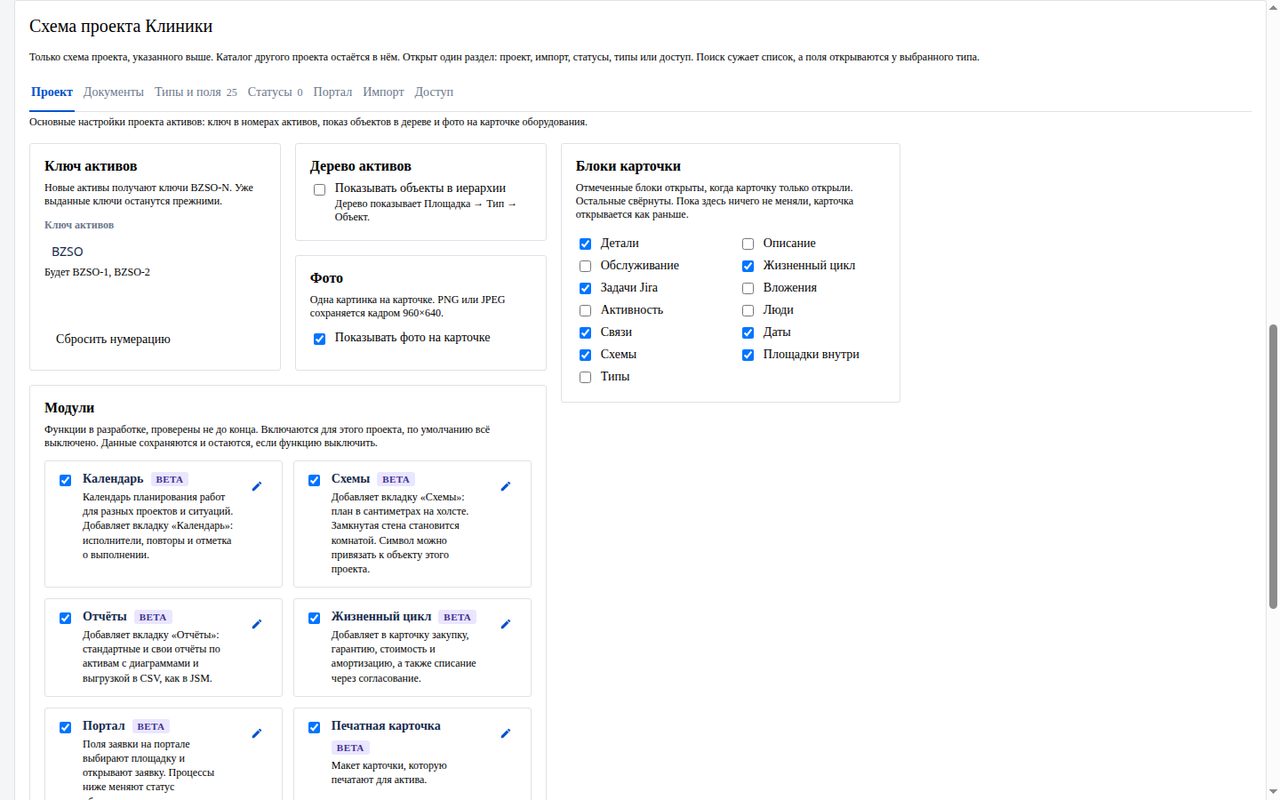 Схема проекта Клиники
Только схема проекта, указанного выше. Каталог другого проекта остаётся в нём. Открыт один раздел: проект, импорт, статусы, типы или доступ. Поиск сужает список, а поля открываются у выбранного типа.
Проект Документы Типы и поля 25 Статусы 0 Портал Импорт Доступ
Основные настройки проекта активов: ключ в номерах активов, показ объектов в дереве и фото на карточке оборудования.
Ключ активов
Новые активы получают ключи BZSO-N. Уже
выданные ключи останутся прежними.
Ключ активов
BZSO
Будет BZSO-1, BZSO-2
Сбросить нумерацию
Дерево активов
Показывать объекты в иерархии
Дерево показывает Площадка → Тип →
Объект.
Фото
Одна картинка на карточке. PNG или JPEG
сохраняется кадром 960×640.
Показывать фото на карточке
Блоки карточки
Отмеченные блоки открыты, когда карточку только открыли.
Остальные свёрнуты. Пока здесь ничего не меняли, карточка
открывается как раньше.
Детали Описание
Обслуживание Жизненный цикл
Задачи Jira Вложения
Активность Люди
Связи Даты
Схемы Площадки внутри
Типы
Модули
Функции в разработке, проверены не до конца. Включаются для этого проекта, по умолчанию всё
выключено. Данные сохраняются и остаются, если функцию выключить.
Календарь BETA
Календарь планирования работ
для разных проектов и ситуаций.
Добавляет вкладку «Календарь»:
исполнители, повторы и отметка
о выполнении.
Схемы BETA
Добавляет вкладку «Схемы»:
план в сантиметрах на холсте.
Замкнутая стена становится
комнатой. Символ можно
привязать к объекту этого
проекта.
Отчёты BETA
Добавляет вкладку «Отчёты»:
стандартные и свои отчёты по
активам с диаграммами и
выгрузкой в CSV, как в JSM.
Жизненный цикл BETA
Добавляет в карточку закупку,
гарантию, стоимость и
амортизацию, а также списание
через согласование.
Портал BETA
Поля заявки на портале
выбирают площадку и
открывают заявку. Процессы
ниже меняют статус
Печатная карточка
BETA
Макет карточки, которую
печатают для актива.